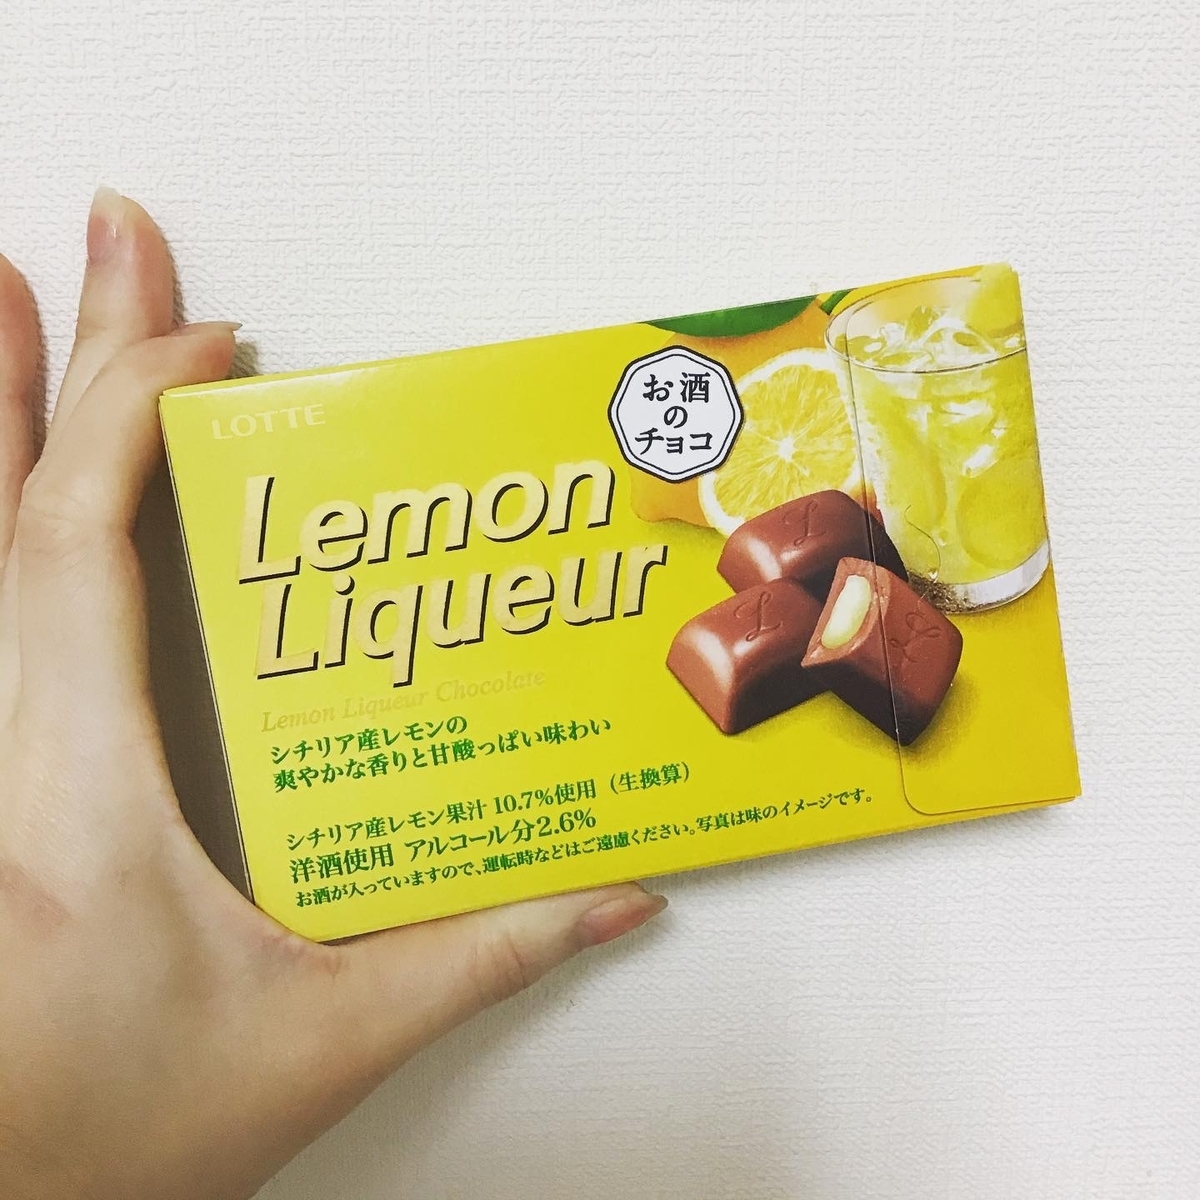 LOTTE
お酒
の
チョコ
Lemon
Liqueur
Lemon Liqueur Chocolate
シチリア産レモンの
爽やかな香りと甘酸っぱい味わい
シチリア産レモン果汁 10.7%使用（生換算）
洋酒使用 アルコール分2.6%
お酒が入っていますので、運転時などはご遠慮ください。写真は味のイメージです。